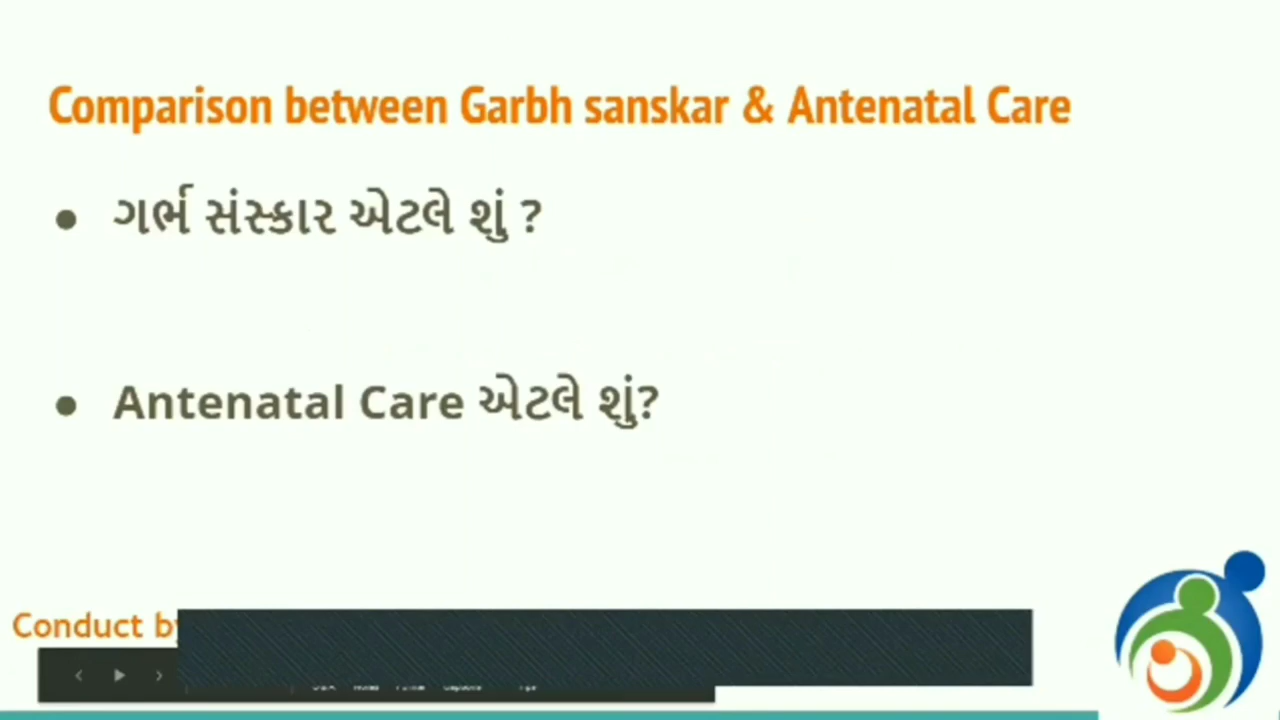 Comparison between Garbh sanskar & Antenatal Care
• ગર્ભ સંસ્કાર એટલે શું ?
• Antenatal Care એટલે શું?
Conduct by